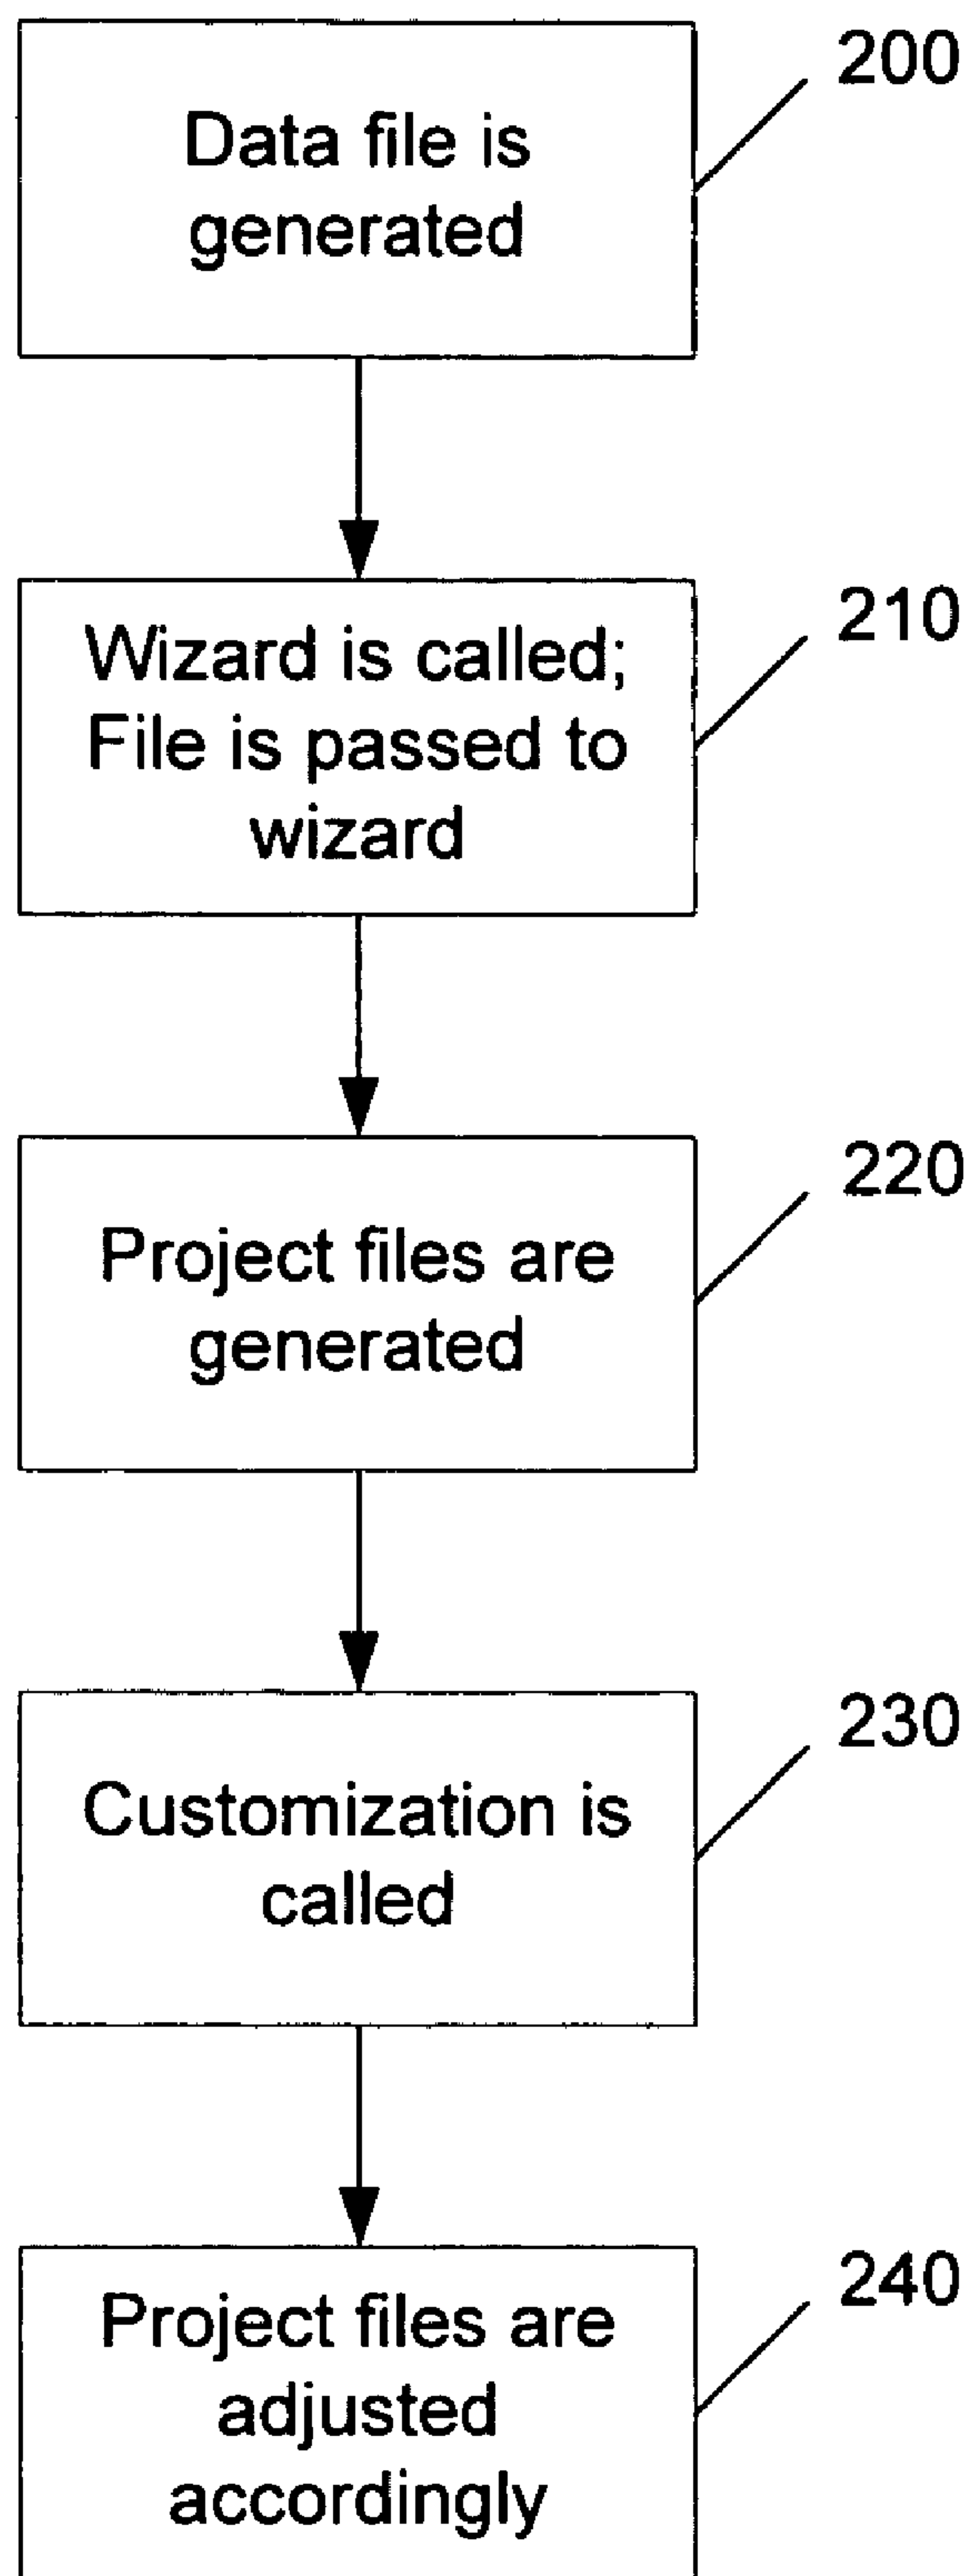 200
Data file is
generated
210
Wizard is called;
File is passed to
wizard
220
Project files are
generated
230
Customization is
called
240
Project files are
adjusted
accordingly